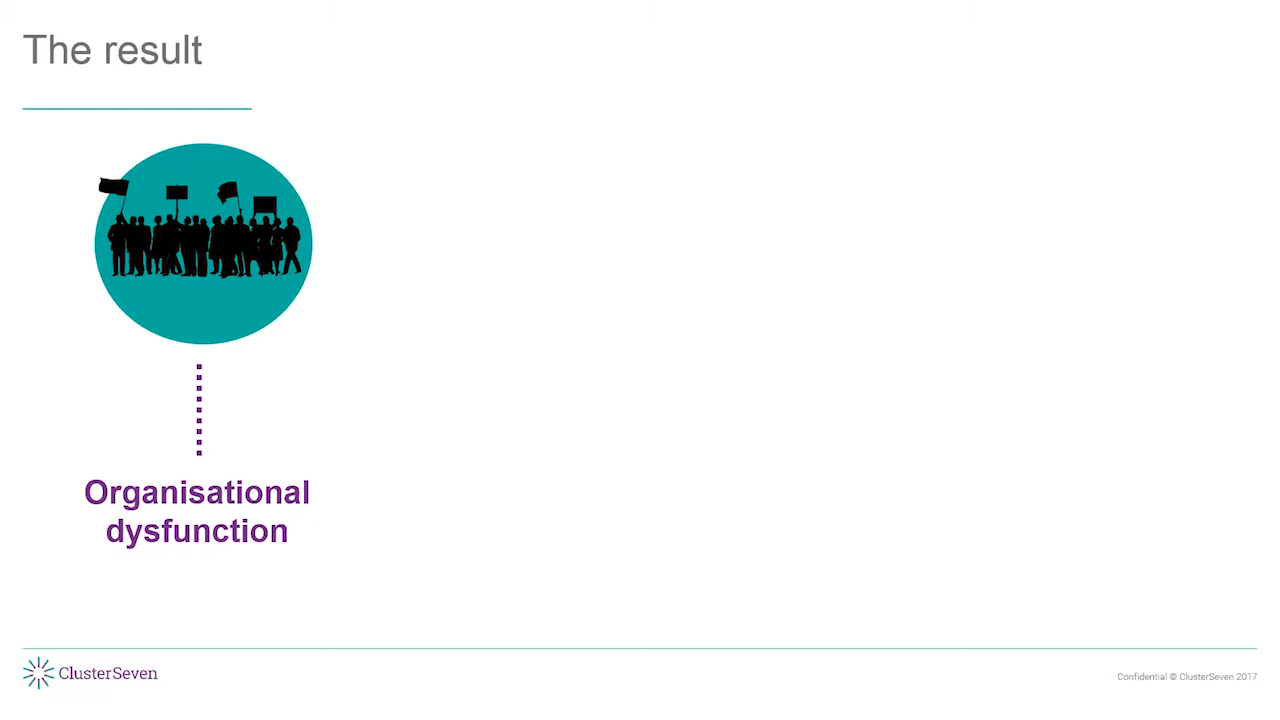 The result
Organisational
dysfunction
ClusterSeven
Confidential © ClusterSeven 2017